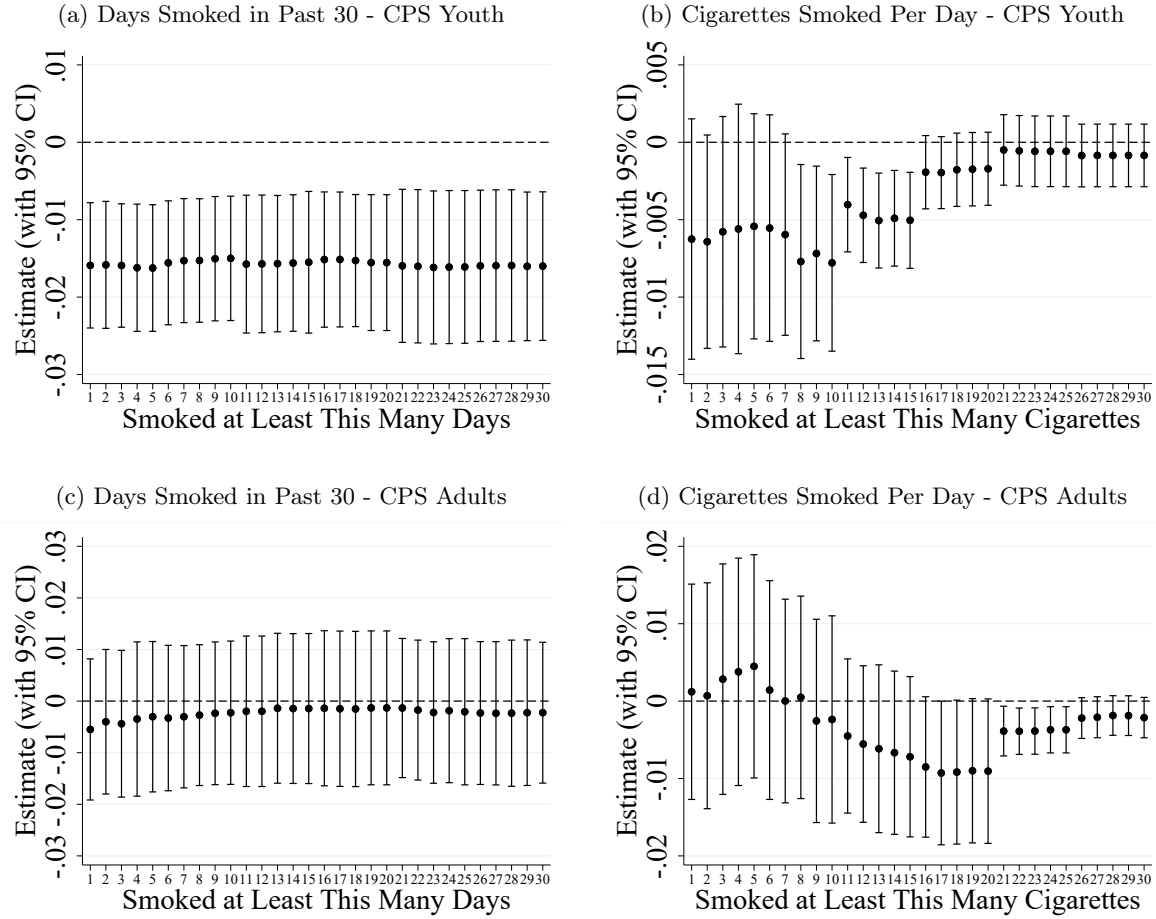 (a) Days Smoked in Past 30 - CPS Youth
.01
0
-.01
-.02
-.03
Estimate (with 95% CI)
1 2 3 4 5 6 7 8 9 10 11 12 13 14 15 16 17 18 19 20 21 22 23 24 25 26 27 28 29 30
Smoked at Least This Many Days
(b) Cigarettes Smoked Per Day - CPS Youth
.005
0
-.005
-.01
-.015
Estimate (with 95% CI)
1 2 3 4 5 6 7 8 9 10 11 12 13 14 15 16 17 18 19 20 21 22 23 24 25 26 27 28 29 30
Smoked at Least This Many Cigarettes
(c) Days Smoked in Past 30 - CPS Adults
.03
.02
.01
0
-.01
-.02
-.03
Estimate (with 95% CI)
1 2 3 4 5 6 7 8 9 10 11 12 13 14 15 16 17 18 19 20 21 22 23 24 25 26 27 28 29 30
Smoked at Least This Many Days
(d) Cigarettes Smoked Per Day - CPS Adults
.02
.01
0
-.01
-.02
Estimate (with 95% CI)
1 2 3 4 5 6 7 8 9 10 11 12 13 14 15 16 17 18 19 20 21 22 23 24 25 26 27 28 29 30
Smoked at Least This Many Cigarettes